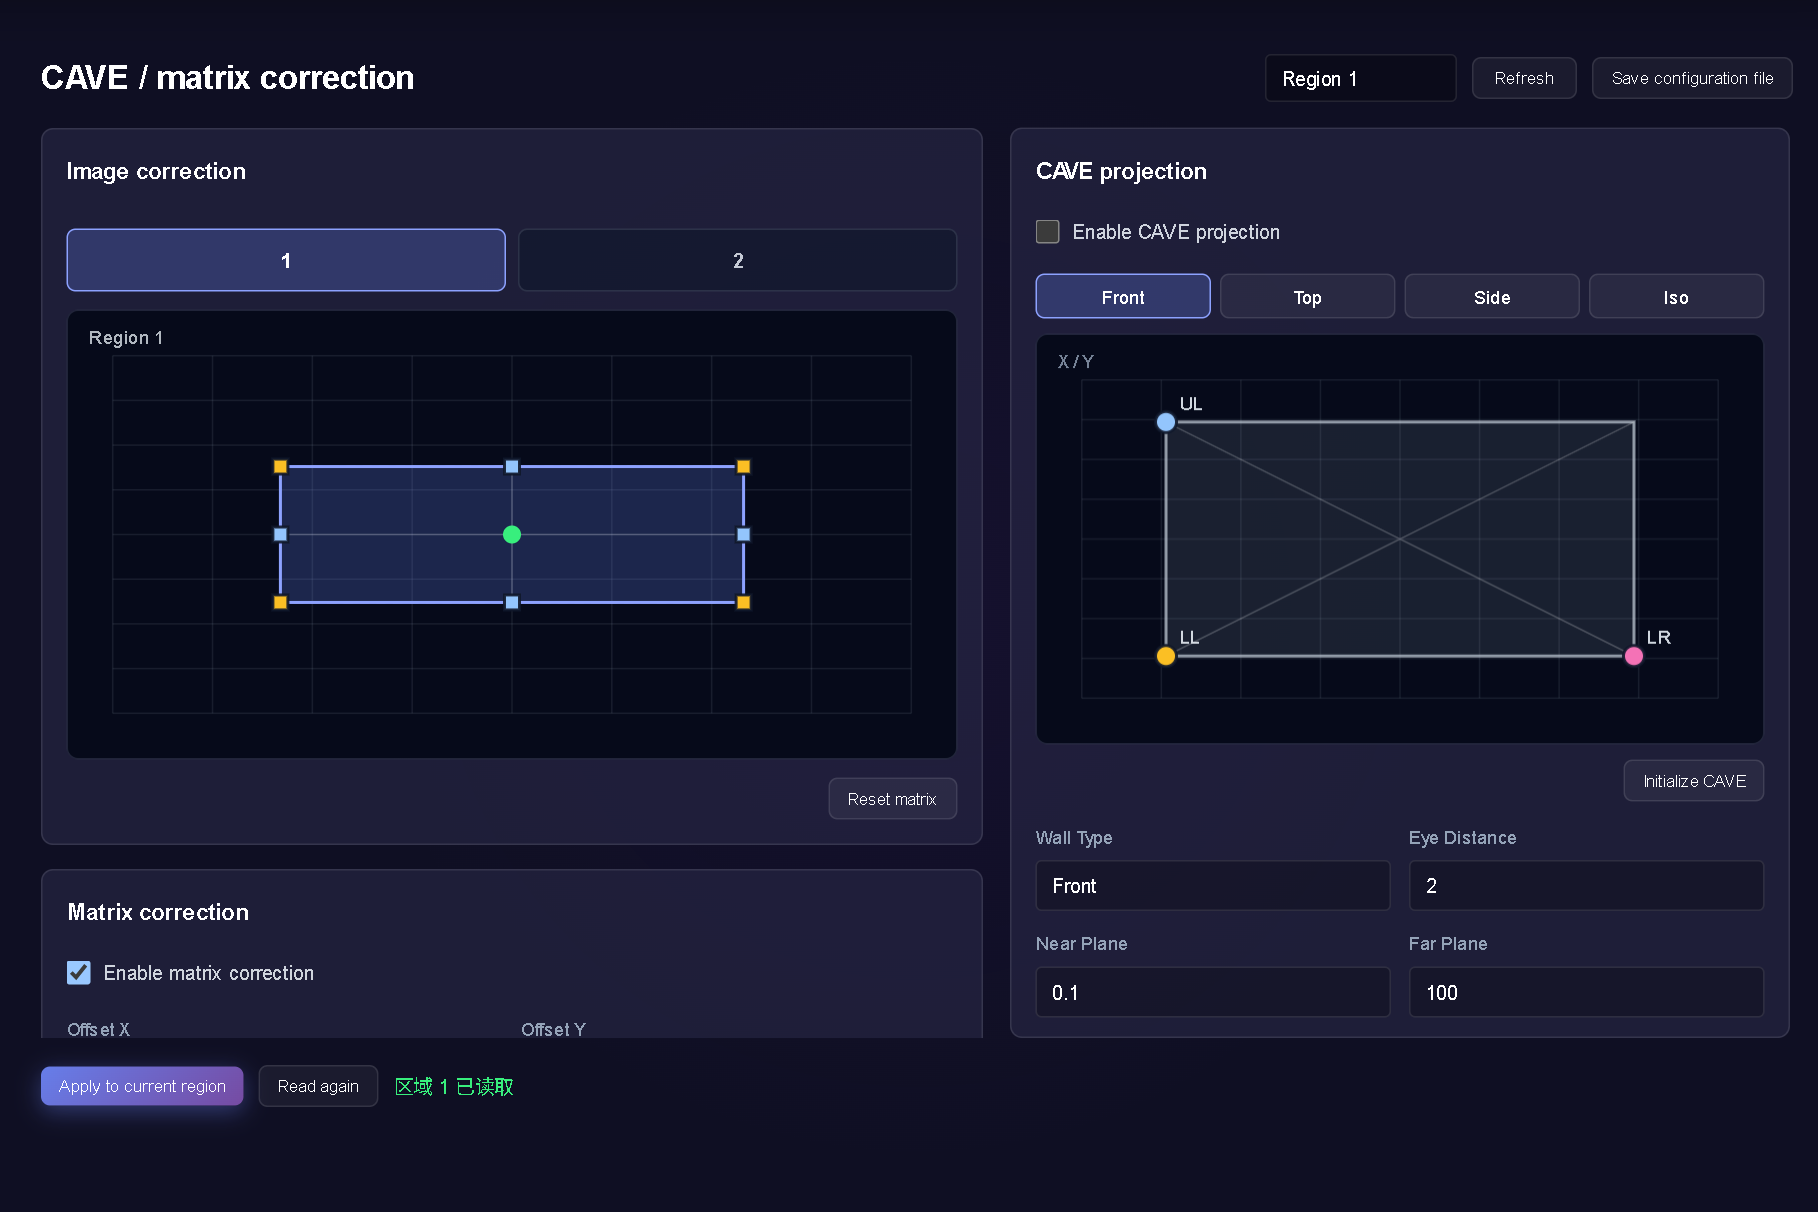 CAVE / matrix correction
Region 1
Refresh
Save configuration file
Image correction
1
2
Region 1
Reset matrix
Matrix correction
Enable matrix correction
Offset X
Offset Y
CAVE projection
Enable CAVE projection
Front
Top
Side
Iso
X / Y
UL
LL
LR
Initialize CAVE
Wall Type
Eye Distance
Front
2
Near Plane
Far Plane
0.1
100
Apply to current region
Read again
区域 1 已读取